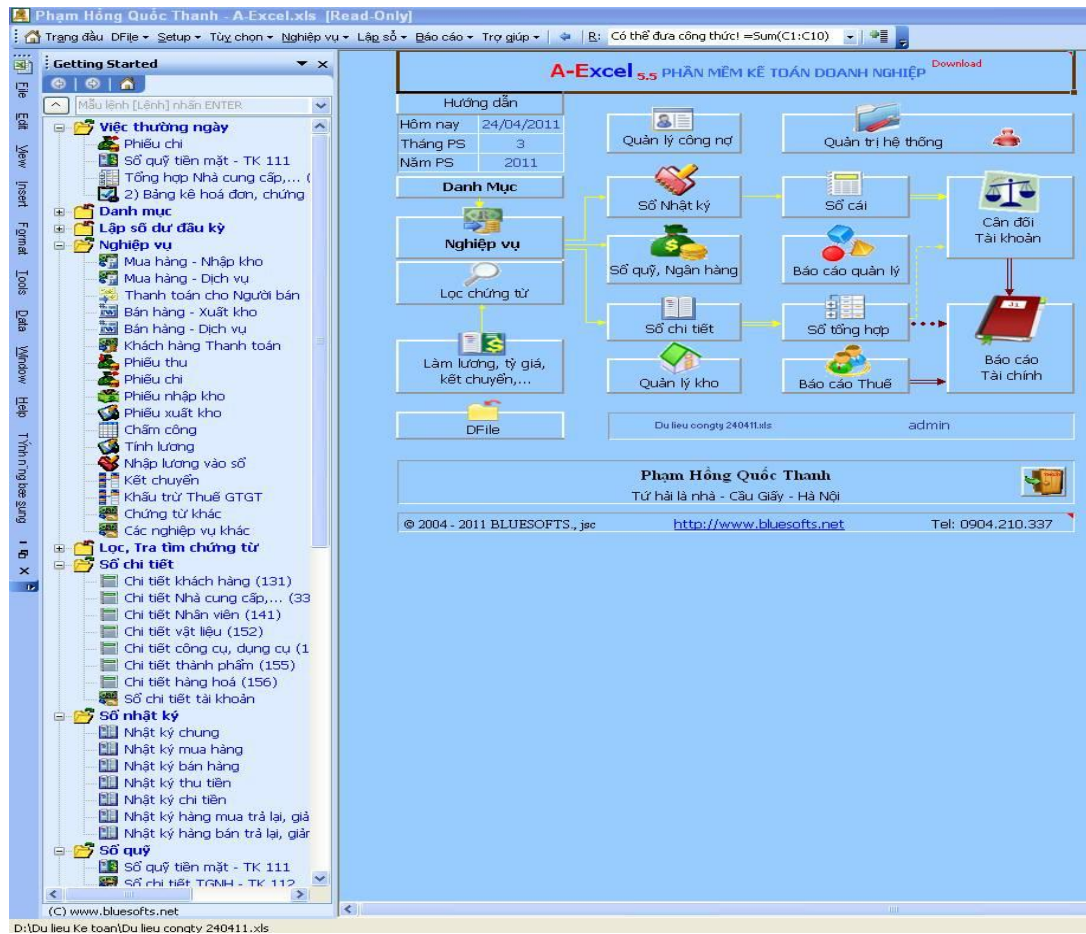 Phạm Hồng Quốc Thanh - A-Excel.xls [Read-Only]
Trang đầu DFile Setup Tùy chọn Nghiệp vụ Lập sổ Báo cáo Trợ giúp R: Có thể đưa công thức! =Sum(C1:C10)
File
Edit
View
Insert
Format
Tools
Data
Window
Help
Getting Started
Mẫu lệnh [Lệnh] nhấn ENTER
Việc thường ngày
Phiếu chi
Sổ quỹ tiền mặt - TK 111
Tổng hợp Nhà cung cấp,... (
2) Bảng kê hoá đơn, chứng
Danh mục
Lập số dư đầu kỳ
Nghiệp vụ
Mua hàng - Nhập kho
Mua hàng - Dịch vụ
Thanh toán cho Người bán
Bán hàng - Xuất kho
Bán hàng - Dịch vụ
Khách hàng Thanh toán
Phiếu thu
Phiếu chi
Phiếu nhập kho
Phiếu xuất kho
Chấm công
Tính lương
Nhập lương vào sổ
Kết chuyển
Khấu trừ Thuế GTGT
Chứng từ khác
Các nghiệp vụ khác
Lọc, Tra tìm chứng từ
Sổ chi tiết
Chi tiết khách hàng (131)
Chi tiết Nhà cung cấp,... (33
Chi tiết Nhân viên (141)
Chi tiết vật liệu (152)
Chi tiết công cụ, dụng cụ (1
Chi tiết thành phẩm (155)
Chi tiết hàng hoá (156)
Sổ chi tiết tài khoản
Sổ nhật ký
Nhật ký chung
Nhật ký mua hàng
Nhật ký bán hàng
Nhật ký thu tiền
Nhật ký chi tiền
Nhật ký hàng mua trả lại, giả
Nhật ký hàng bán trả lại, giảr
Sổ quỹ
Sổ quỹ tiền mặt - TK 111
Sổ chi tiết TGNH - TK 112
(C) www.bluesofts.net
A-Excel 5.5 PHẦN MỀM KẾ TOÁN DOANH NGHIỆP Download
Hướng dẫn
Hôm nay 24/04/2011
Tháng PS 3
Năm PS 2011
Danh Mục
Nghiệp vụ
Lọc chứng từ
Làm lương, tỷ giá,
kết chuyển,...
DFile
Quản lý công nợ
Quản trị hệ thống
Sổ Nhật ký
Sổ cái
Cân đối
Tài khoản
Sổ quỹ, Ngân hàng
Báo cáo quản lý
Sổ chi tiết
Sổ tổng hợp
Báo cáo
Tài chính
Quản lý kho
Báo cáo Thuế
Du lieu congty 240411.xls admin
Phạm Hồng Quốc Thanh
Tứ hải là nhà - Cầu Giấy - Hà Nội
© 2004 - 2011 BLUESOFTS., jsc http://www.bluesofts.net Tel: 0904.210.337
D:\Du lieu Ke toan\Du lieu congty 240411.xls